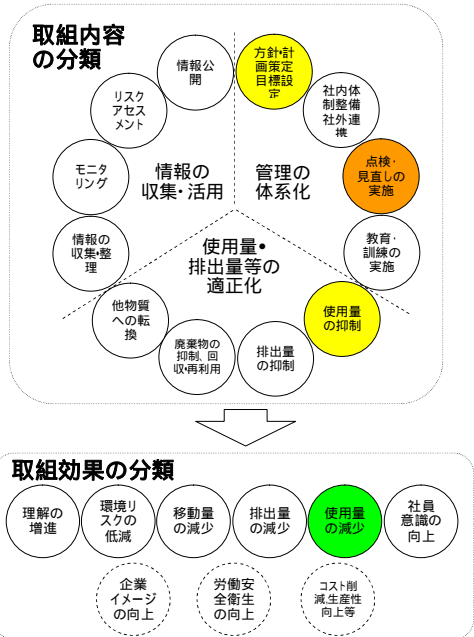 取組内容
の分類
情報公
開
方針・計
画策定
目標設
定
社内体
制整備
社外連
携
点検・
見直しの
実施
教育・
訓練の
実施
使用量
の抑制
排出量
の抑制
廃棄物の
抑制、回
収・再利用
他物質
への転
換
情報の
収集・整
理
モニタ
リング
リスク
アセス
メント
情報の
収集・活用
管理の
体系化
使用量・
排出量等の
適正化
取組効果の分類
理解の
増進
環境リ
スクの
低減
移動量
の減少
排出量
の減少
使用量
の減少
社員
意識の
向上
企業
イメージ
の向上
労働安
全衛生
の向上
コスト削
減、生産性
向上等